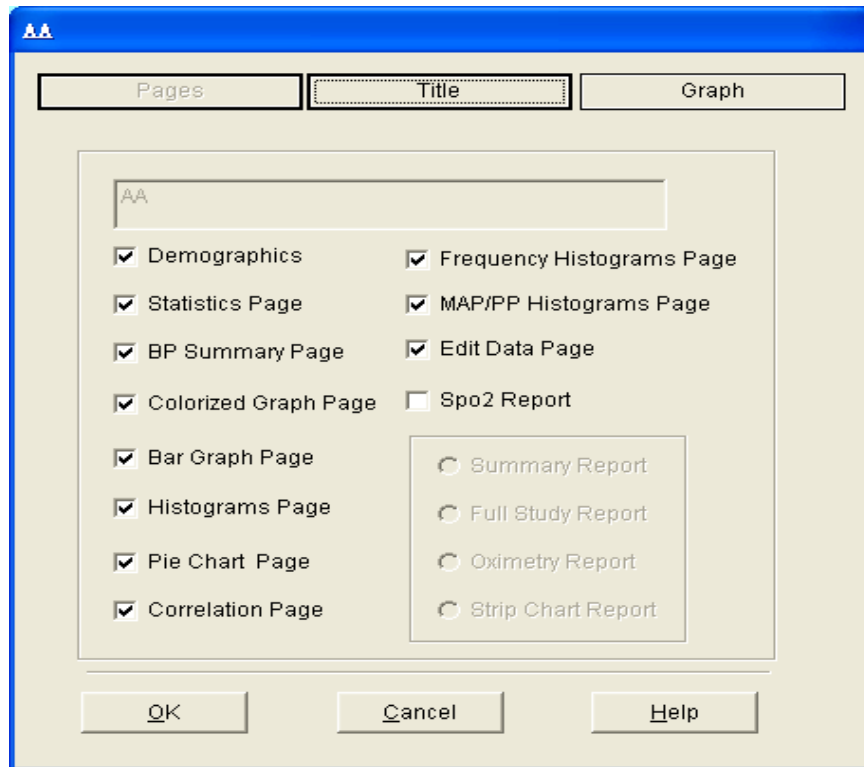 AA
Pages
Title
Graph
AA
Demographics
Statistics Page
BP Summary Page
Colorized Graph Page
Bar Graph Page
Histograms Page
Pie Chart Page
Correlation Page
Frequency Histograms Page
MAP/PP Histograms Page
Edit Data Page
Spo2 Report
Summary Report
Full Study Report
Oximetry Report
Strip Chart Report
OK
Cancel
Help